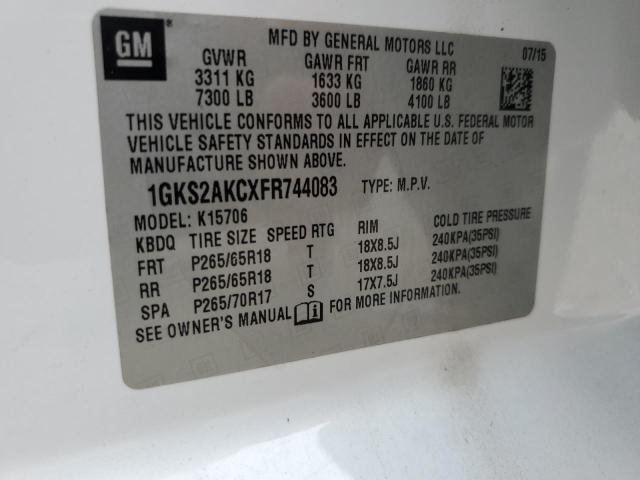 GM
MFD BY GENERAL MOTORS LLC 07/15
GVWR GAWR FRT GAWR RR
3311 KG 1633 KG 1860 KG
7300 LB 3600 LB 4100 LB
THIS VEHICLE CONFORMS TO ALL APPLICABLE U.S. FEDERAL MOTOR
VEHICLE SAFETY STANDARDS IN EFFECT ON THE DATE OF
MANUFACTURE SHOWN ABOVE.
1GKS2AKCXFR744083 TYPE: M.P.V.
MODEL: K15706
KBDQ TIRE SIZE SPEED RTG RIM COLD TIRE PRESSURE
FRT P265/65R18 T 18X8.5J 240KPA(35PSI)
RR P265/65R18 T 18X8.5J 240KPA(35PSI)
SPA P265/70R17 S 17X7.5J 240KPA(35PSI)
SEE OWNER'S MANUAL FOR MORE INFORMATION.